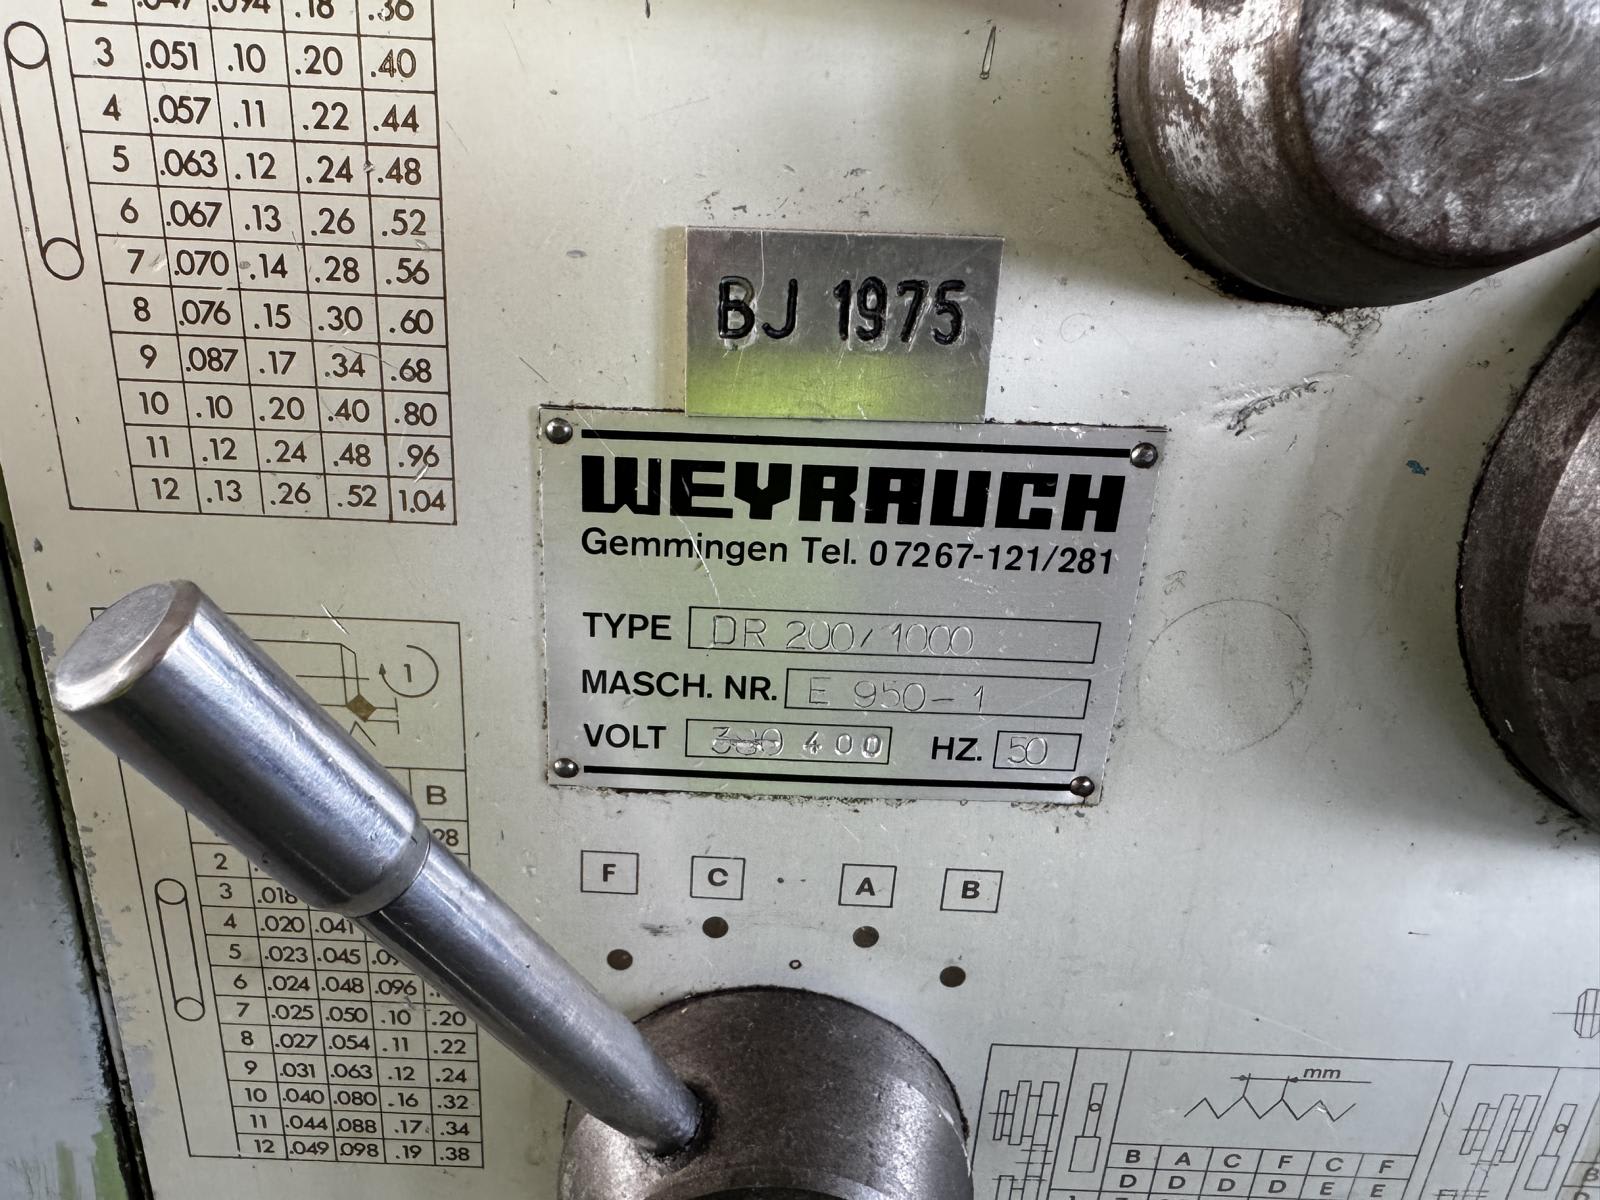 3 .051 .10 .20 .40
4 .057 .11 .22 .44
5 .063 .12 .24 .48
6 .067 .13 .26 .52
7 .070 .14 .28 .56
8 .076 .15 .30 .60
9 .087 .17 .34 .68
10 .10 .20 .40 .80
11 .12 .24 .48 .96
12 .13 .26 .52 1.04
BJ 1975
WEYRAUCH
Gemmingen Tel. 07267-121/281
TYPE DR 200/1000
MASCH. NR. E 950-1
VOLT 380 400 HZ. 50
1
B
28
2
3 .018
4 .020 .041
5 .023 .045
6 .024 .048 .096
7 .025 .050 .10 .20
8 .027 .054 .11 .22
9 .031 .063 .12 .24
10 .040 .080 .16 .32
11 .044 .088 .17 .34
12 .049 .098 .19 .38
F C A B
mm
B A C F C F
D D D D E E